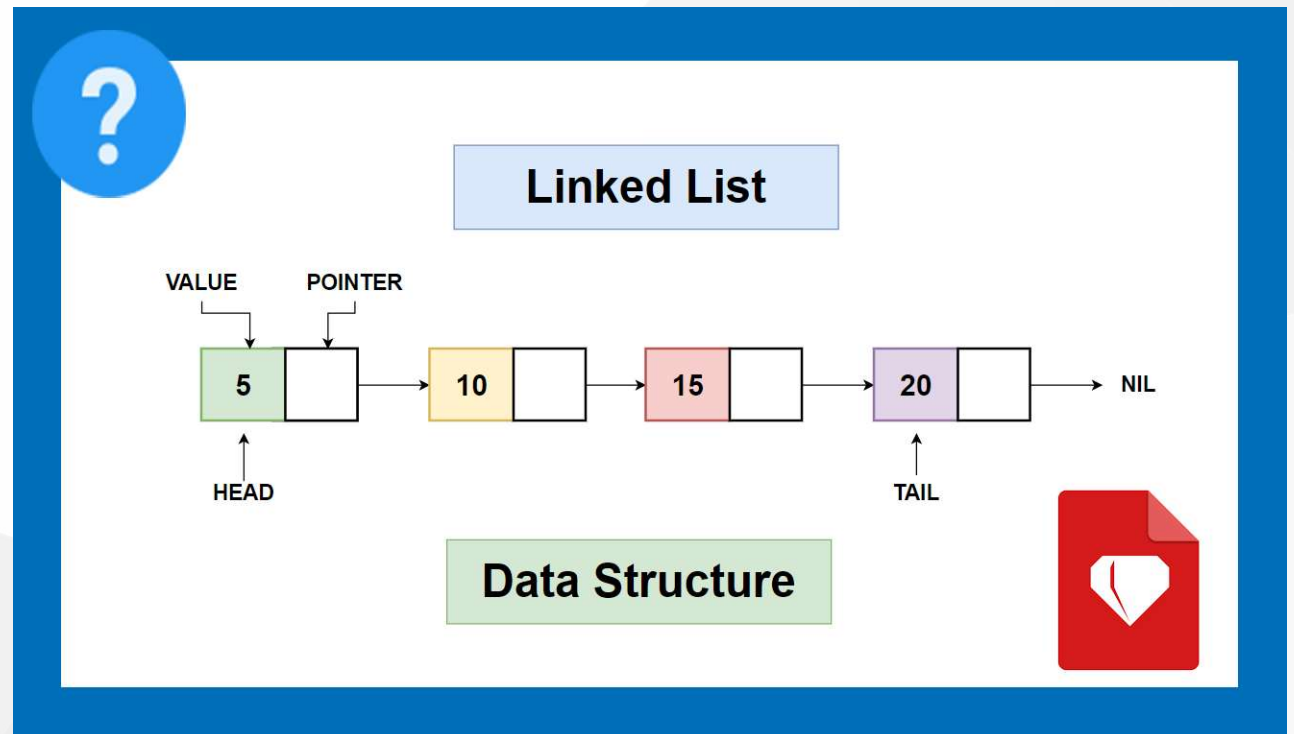 ?
Linked List
VALUE POINTER
5 10 15 20 NIL
HEAD TAIL
Data Structure